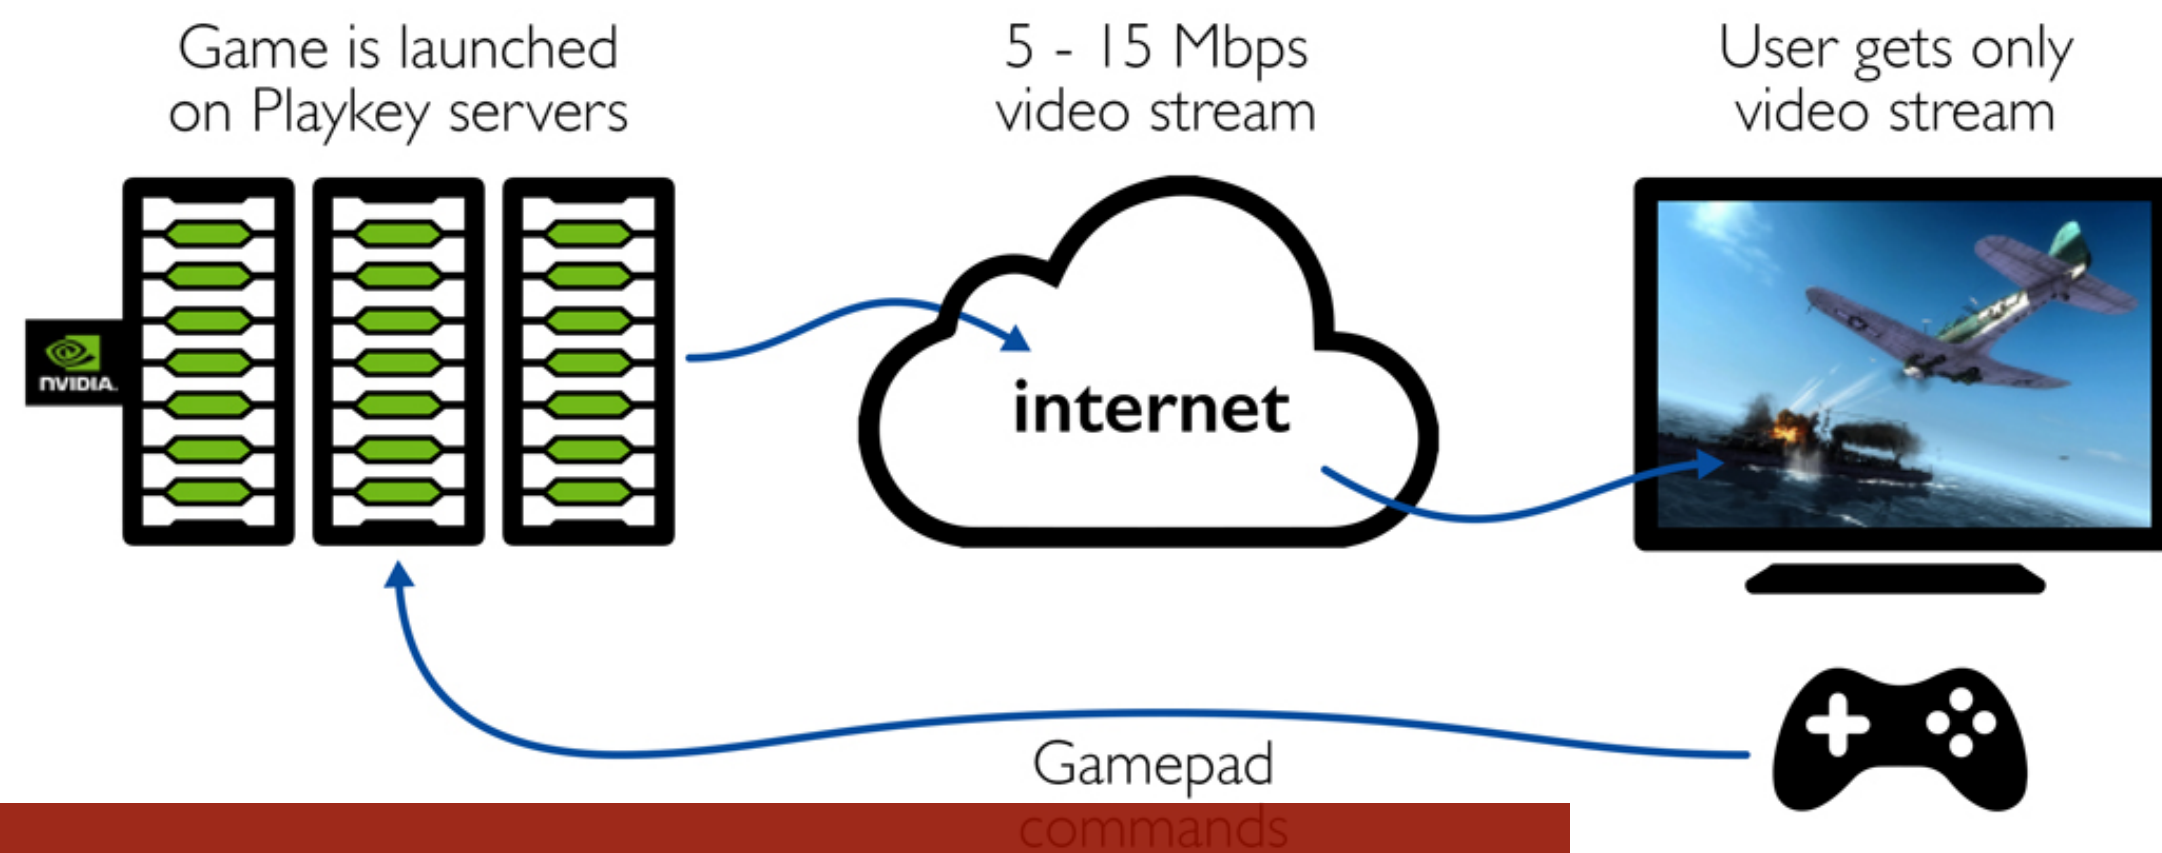 Game is launched
on Playkey servers
5 - 15 Mbps
video stream
User gets only
video stream
NVIDIA.
internet
Gamepad
commands